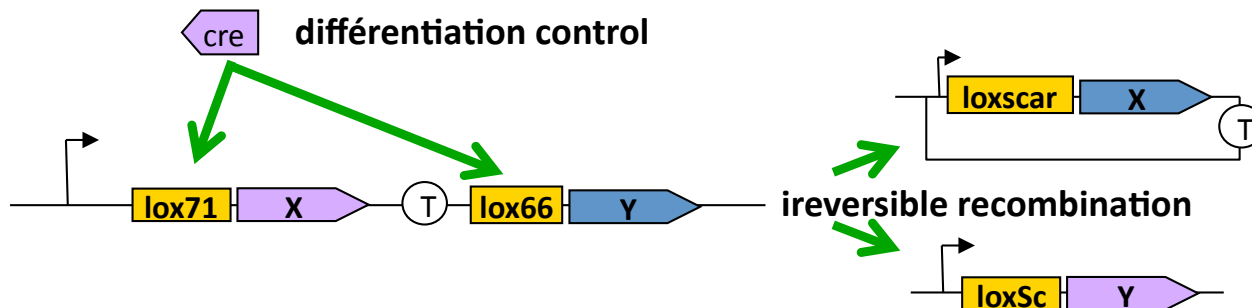 cre
différentiation control
loxscar
X
T
lox71
X
T
lox66
Y
ireversible recombination
loxSc
Y